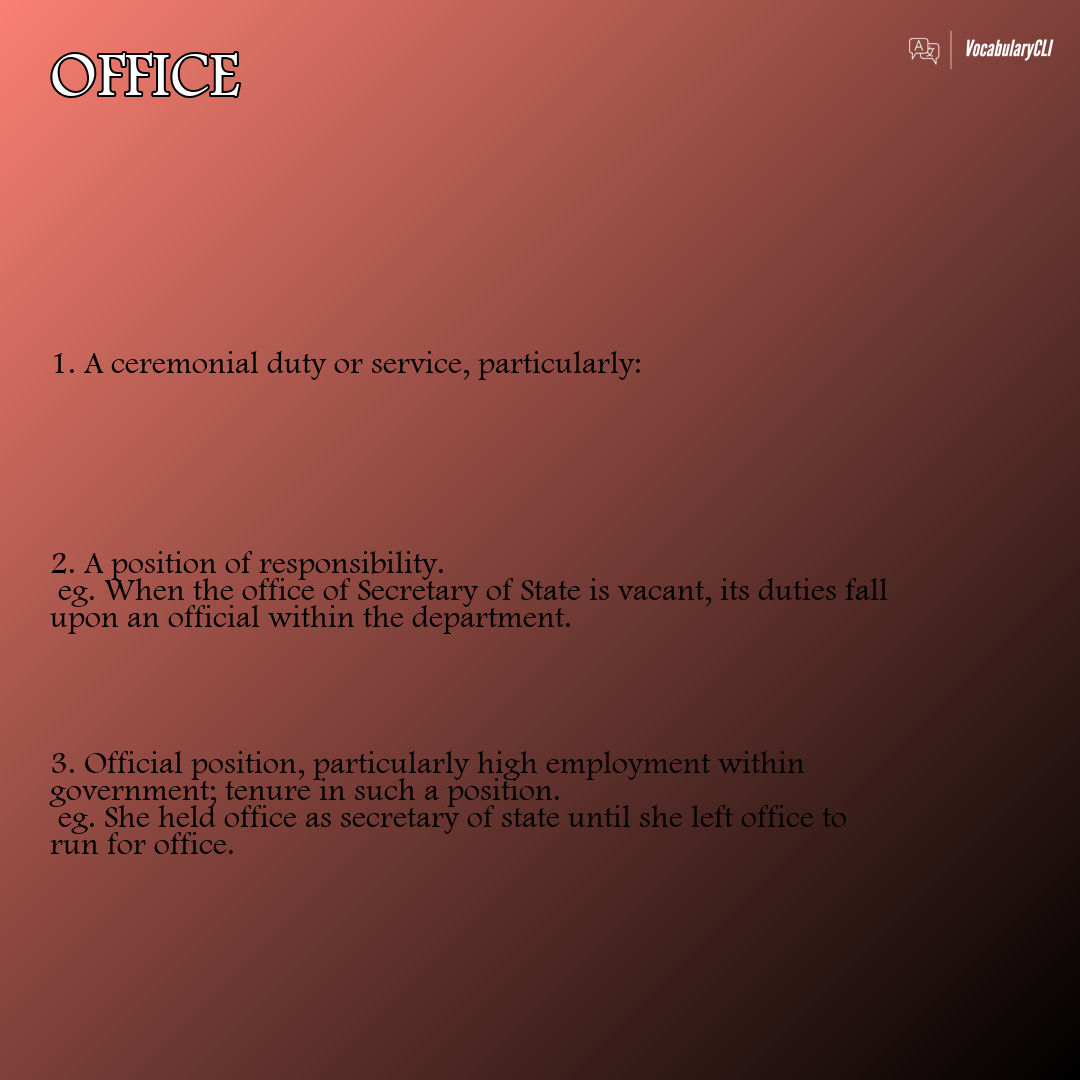 OFFICE
VocabularyCLI
1. A ceremonial duty or service, particularly:
2. A position of responsibility.
eg. When the office of Secretary of State is vacant, its duties fall
upon an official within the department.
3. Official position, particularly high employment within
government; tenure in such a position.
eg. She held office as secretary of state until she left office to
run for office.